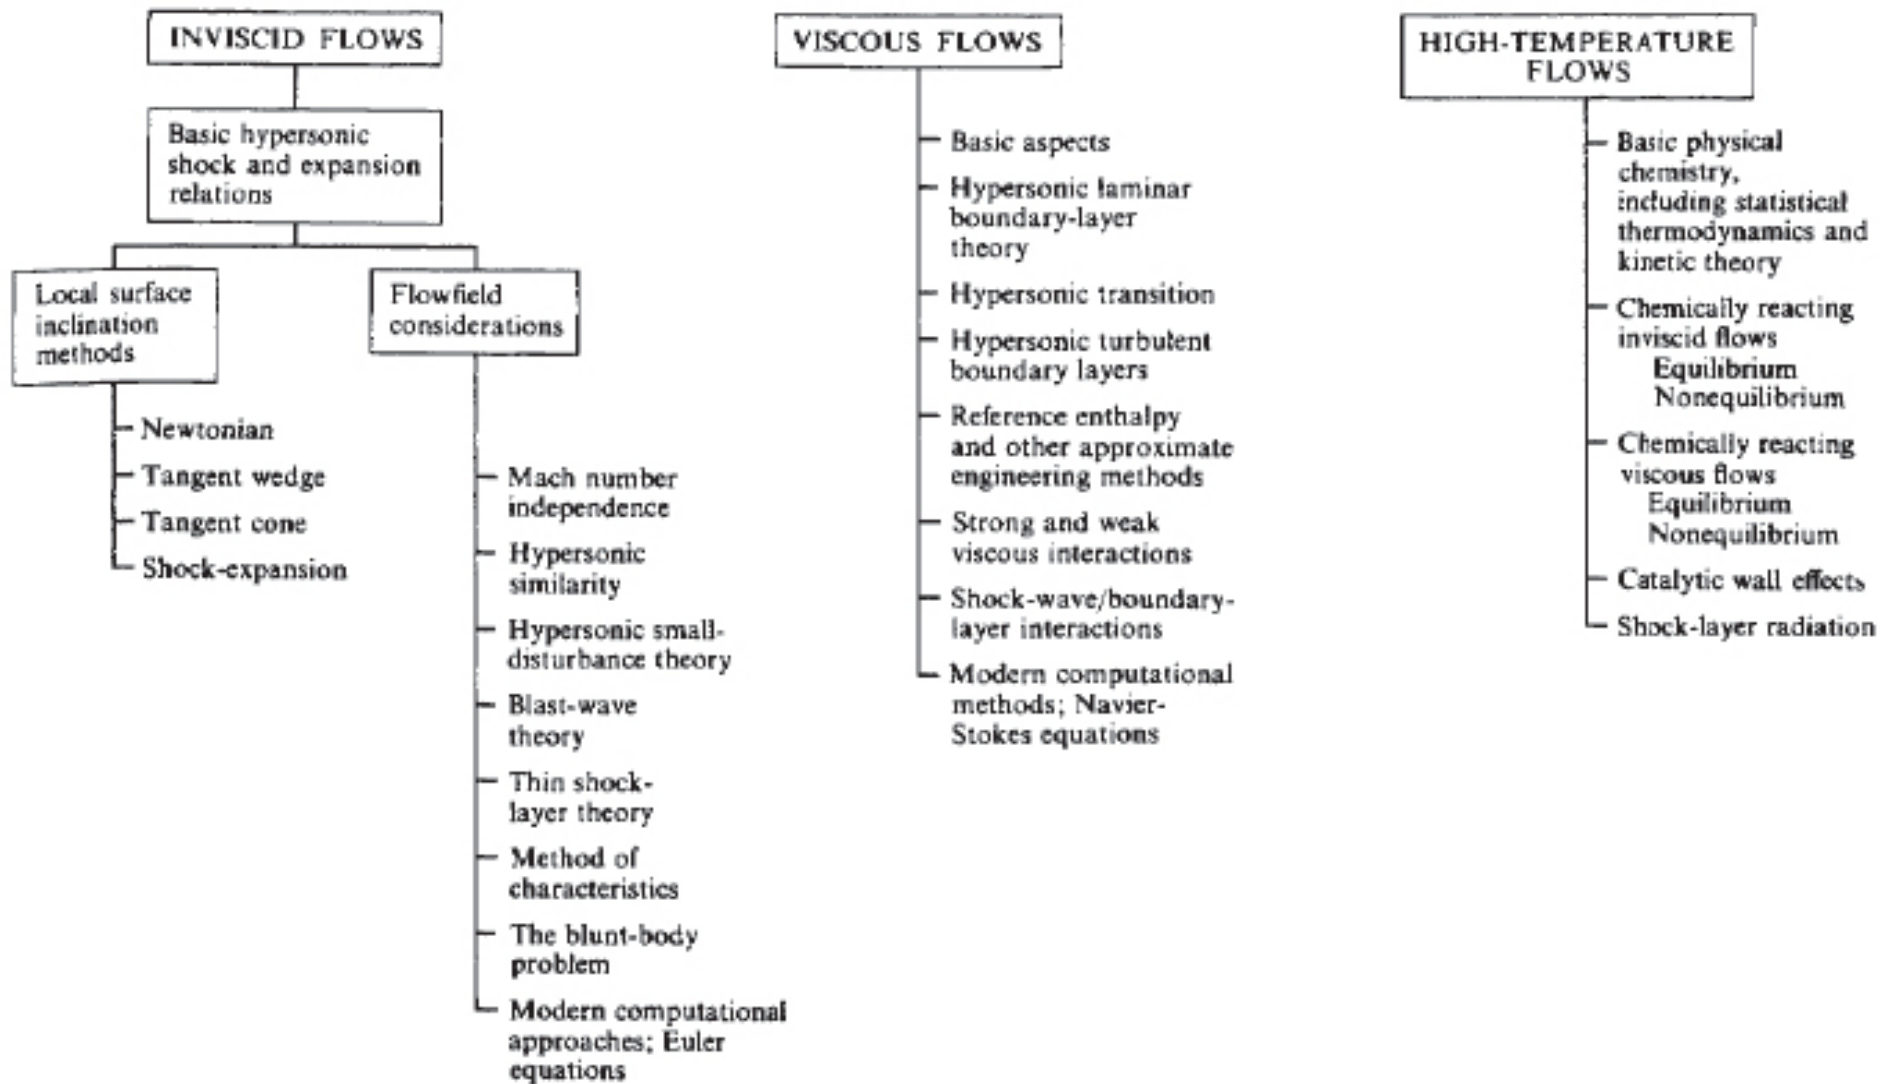 INVISCID FLOWS
Basic hypersonic
shock and expansion
relations
Local surface
inclination
methods
Newtonian
Tangent wedge
Tangent cone
Shock-expansion
Flowfield
considerations
Mach number
independence
Hypersonic
similarity
Hypersonic small-
disturbance theory
Blast-wave
theory
Thin shock-
layer theory
Method of
characteristics
The blunt-body
problem
Modern computational
approaches; Euler
equations
VISCOUS FLOWS
Basic aspects
Hypersonic laminar
boundary-layer
theory
Hypersonic transition
Hypersonic turbulent
boundary layers
Reference enthalpy
and other approximate
engineering methods
Strong and weak
viscous interactions
Shock-wave/boundary-
layer interactions
Modern computational
methods; Navier-
Stokes equations
HIGH-TEMPERATURE
FLOWS
Basic physical
chemistry,
including statistical
thermodynamics and
kinetic theory
Chemically reacting
inviscid flows
Equilibrium
Nonequilibrium
Chemically reacting
viscous flows
Equilibrium
Nonequilibrium
Catalytic wall effects
Shock-layer radiation